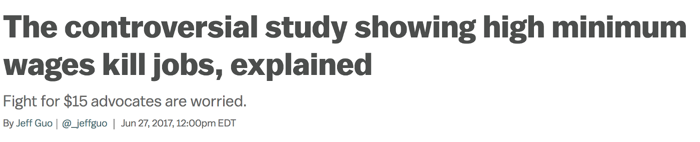 The controversial study showing high minimum
wages kill jobs, explained
Fight for $15 advocates are worried.
By Jeff Guo | @_jeffguo | Jun 27, 2017, 12:00pm EDT